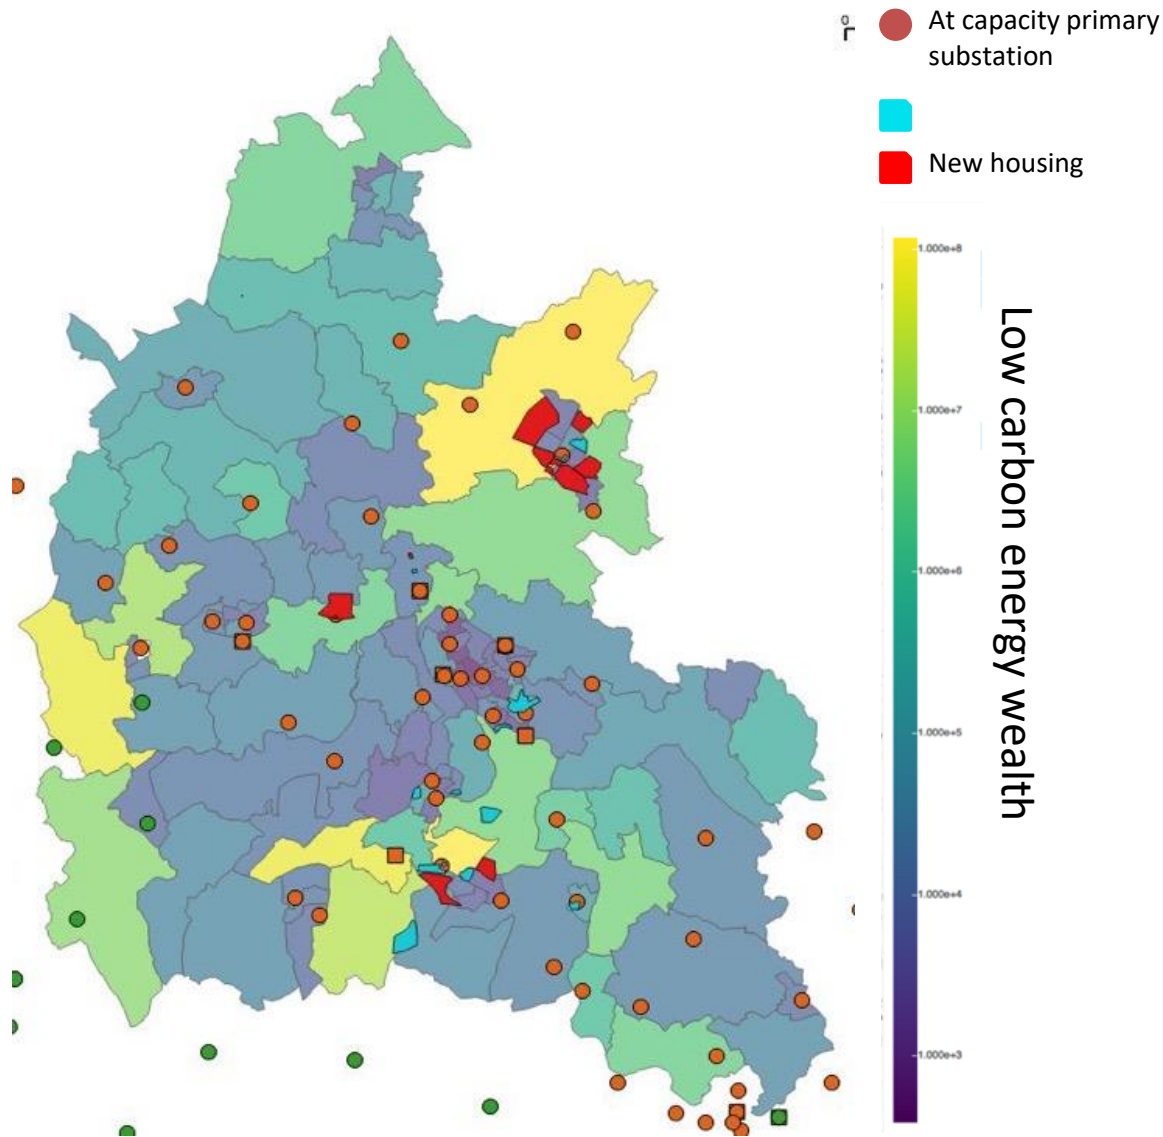 At capacity primary
substation
New housing
1.000e+8
1.000e+7
1.000e+6
1.000e+5
1.000e+4
1.000e+3
Low carbon energy wealth